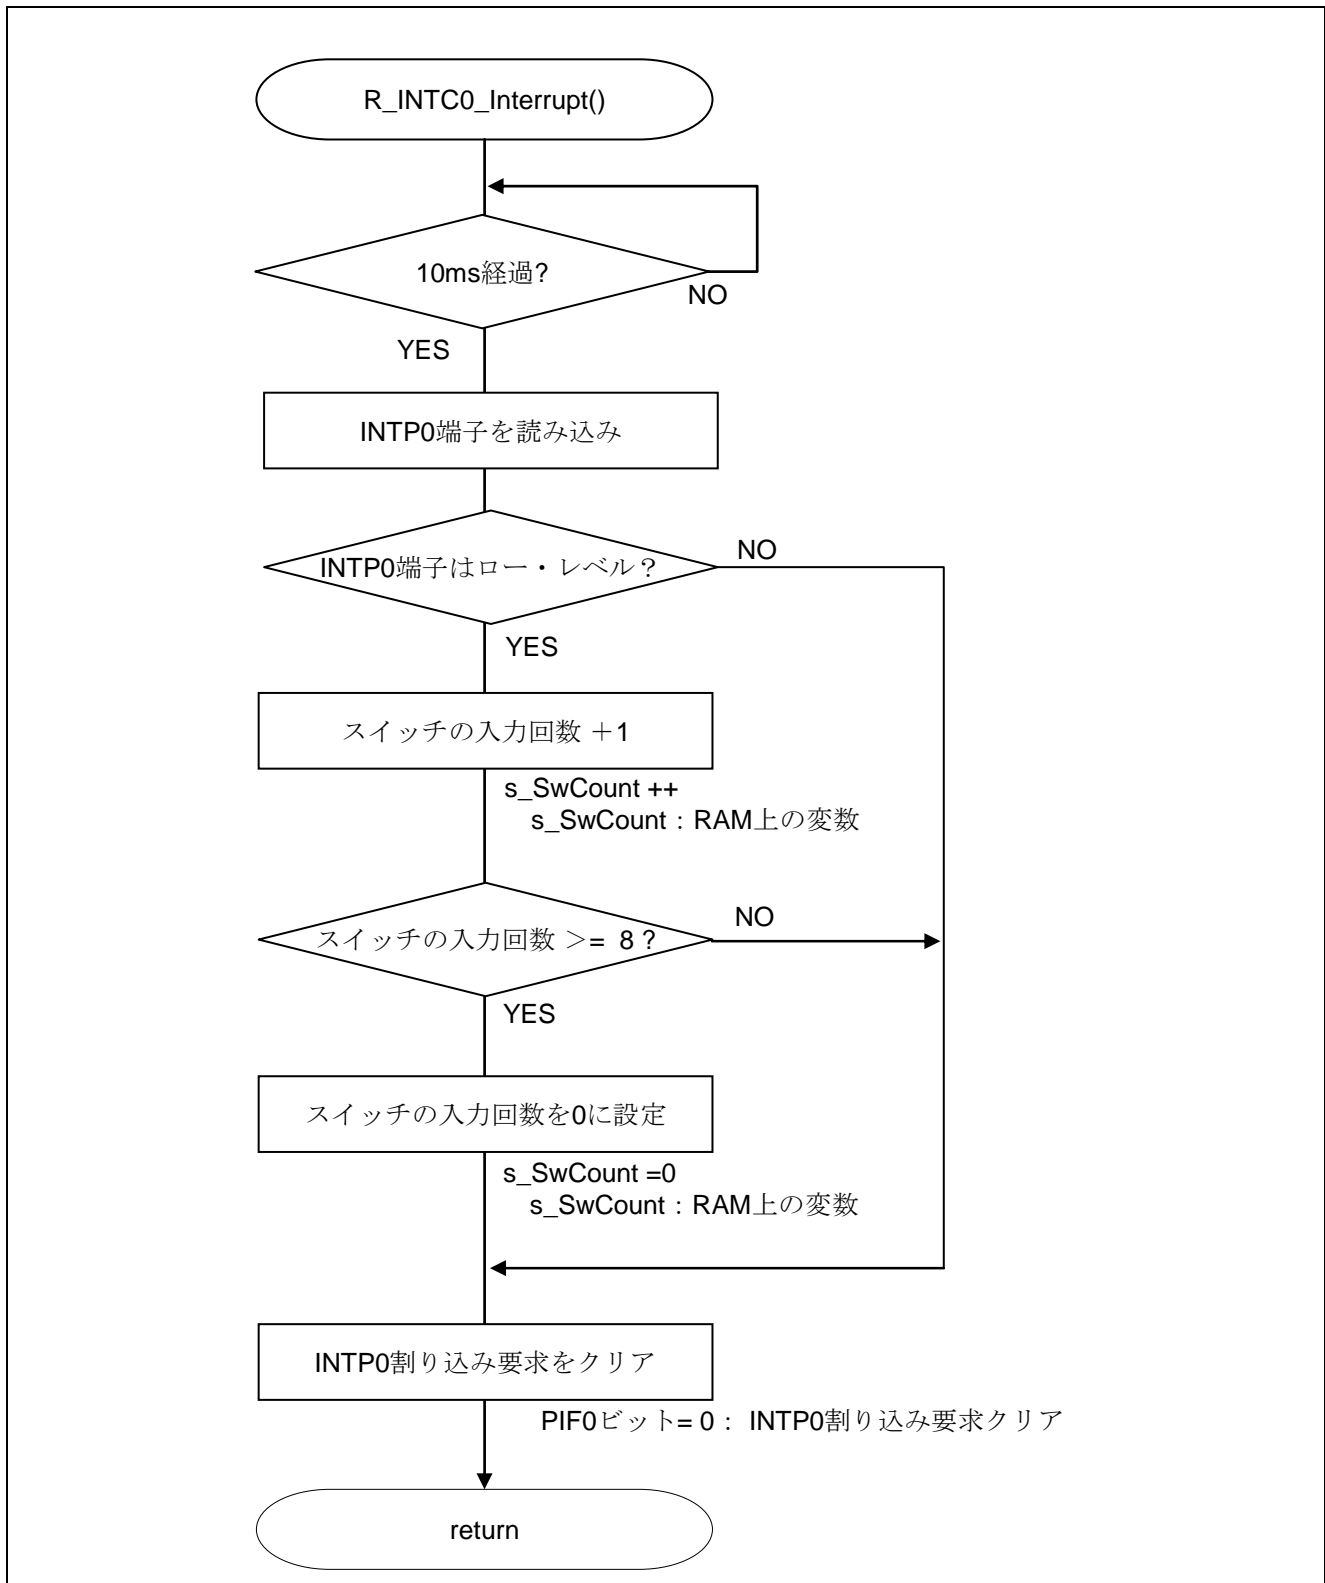 R_INTC0_Interrupt()
10ms経過?
NO
YES
INTP0端子を読み込み
NO
INTP0端子はロー・レベル？
YES
スイッチの入力回数 ＋1
s_SwCount ++
s_SwCount：RAM上の変数
NO
スイッチの入力回数 ＞= 8？
YES
スイッチの入力回数を0に設定
s_SwCount =0
s_SwCount：RAM上の変数
INTP0割り込み要求をクリア
PIF0ビット= 0： INTP0割り込み要求クリア
return